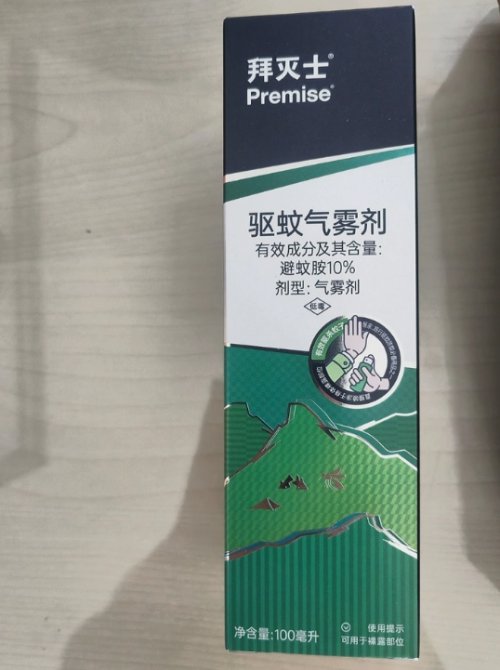 拜灭士®
Premise®
驱蚊气雾剂
有效成分及其含量:
避蚊胺10%
剂型: 气雾剂
低毒
净含量:100毫升
使用提示
可用于裸露部位